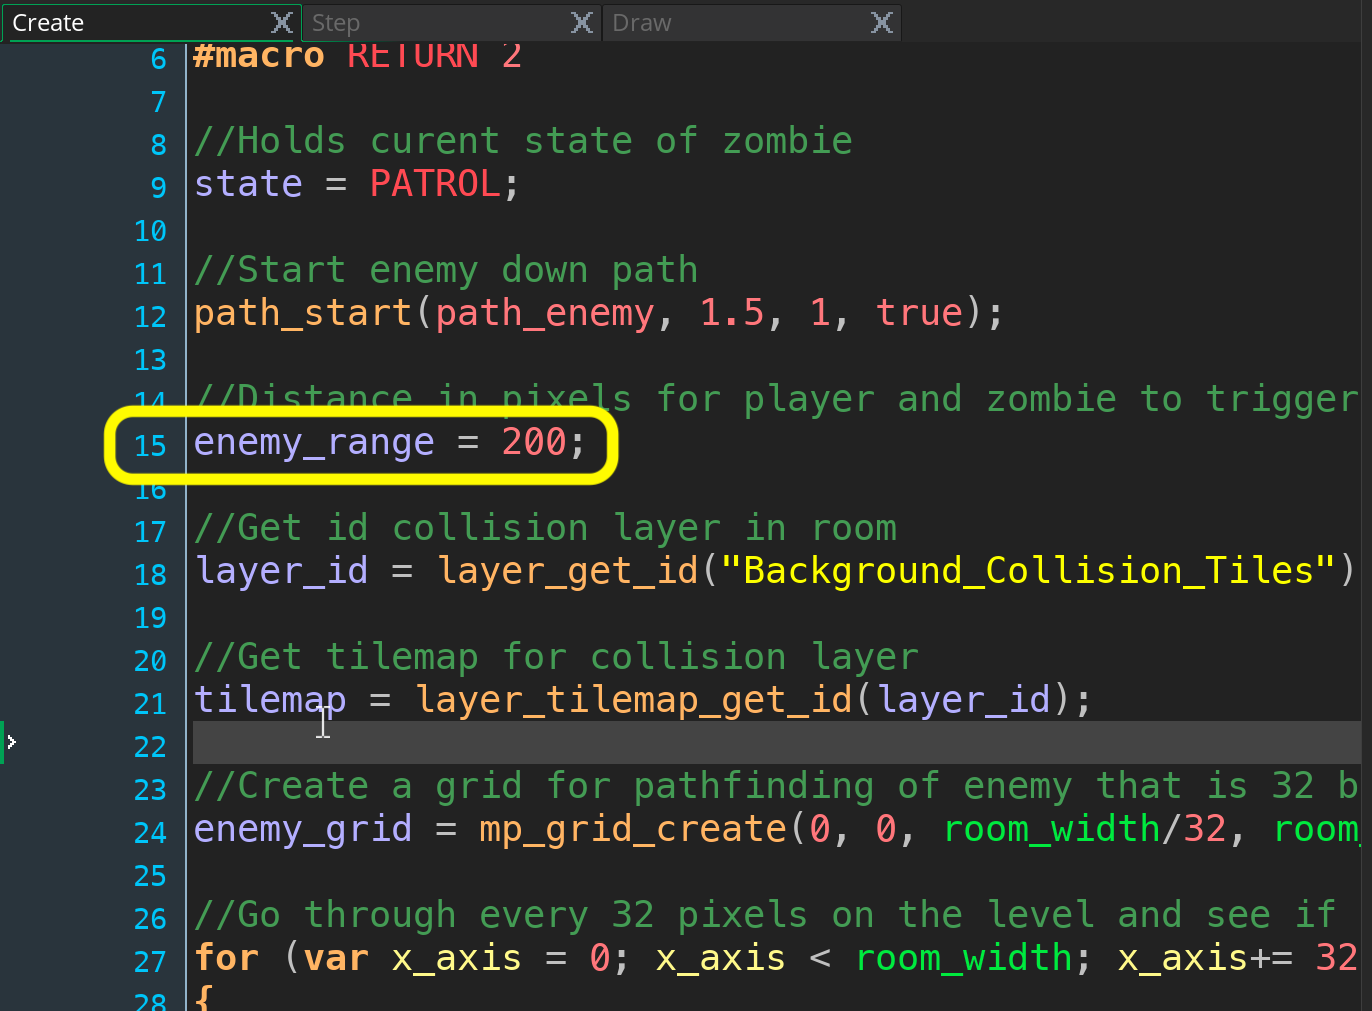 Create
Step
Draw
6 #macro RETURN 2
7
8 //Holds curent state of zombie
9 state = PATROL;
10
11 //Start enemy down path
12 path_start(path_enemy, 1.5, 1, true);
13
14 //Distance in pixels for player and zombie to trigger
15 enemy_range = 200;
16
17 //Get id collision layer in room
18 layer_id = layer_get_id("Background_Collision_Tiles")
19
20 //Get tilemap for collision layer
21 tilemap = layer_tilemap_get_id(layer_id);
22
23 //Create a grid for pathfinding of enemy that is 32 b
24 enemy_grid = mp_grid_create(0, 0, room_width/32, room_
25
26 //Go through every 32 pixels on the level and see if
27 for (var x_axis = 0; x_axis < room_width; x_axis+= 32
28 {